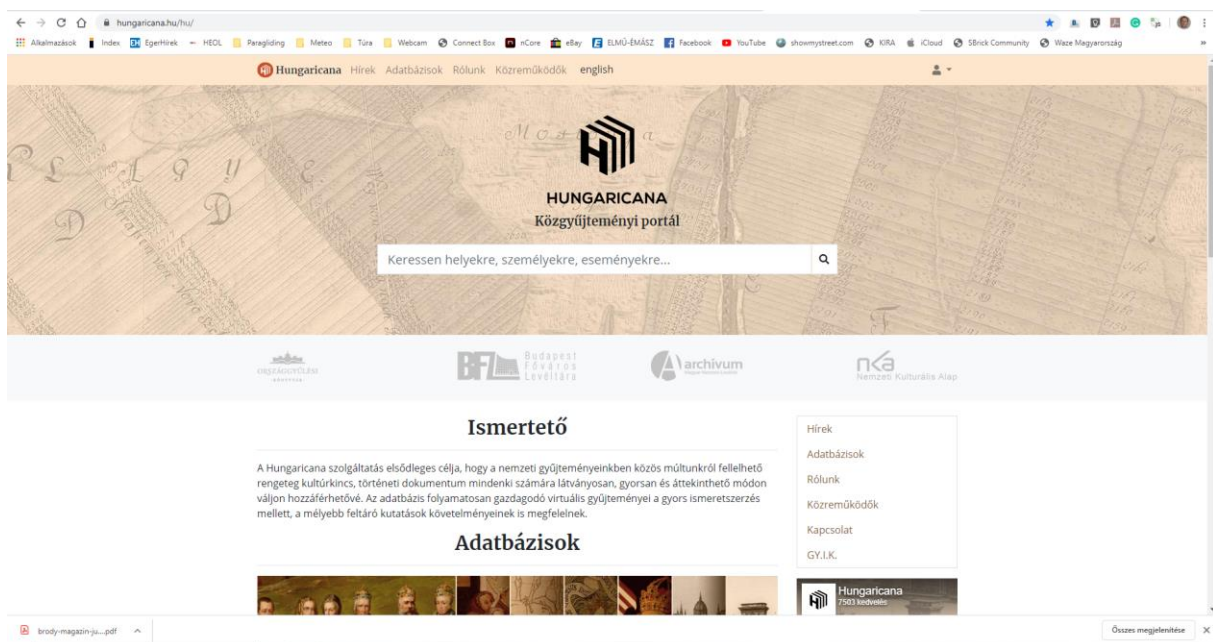 hungaricana.hu/hu/
Alkalmazások Index EgerHírek HEOL Paragliding Meteo Túra Webcam Connect Box nCore eBay ELMŰ-ÉMÁSZ Facebook YouTube showmystreet.com KIRA iCloud SBrick Community Waze Magyarország »
Hungaricana Hírek Adatbázisok Rólunk Közreműködők english
HUNGARICANA
Közgyűjteményi portál
Keressen helyekre, személyekre, eseményekre...
ORSZÁGGYŰLÉSI
KÖNYVTÁR
BFL Budapest
Főváros
Levéltára
archivum
nka
Nemzeti Kulturális Alap
Ismertető
A Hungaricana szolgáltatás elsődleges célja, hogy a nemzeti gyűjteményeinkben közös múltunkról fellelhető
rengeteg kultúrkincs, történeti dokumentum mindenki számára látványosan, gyorsan és áttekinthető módon
váljon hozzáférhetővé. Az adatbázis folyamatosan gazdagodó virtuális gyűjteményei a gyors ismeretszerzés
mellett, a mélyebb feltáró kutatások követelményeinek is megfelelnek.
Adatbázisok
Hírek
Adatbázisok
Rólunk
Közreműködők
Kapcsolat
GY.I.K.
Hungaricana
7503 kedvelés
brody-magazin-ju....pdf
Összes megjelenítése